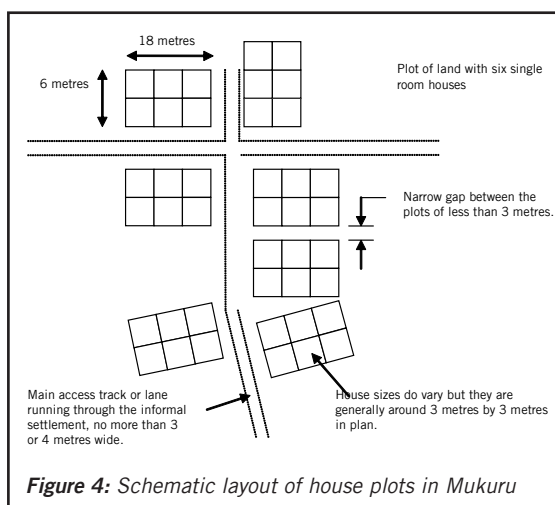 18 metres
6 metres
Plot of land with six single
room houses
Narrow gap between the
plots of less than 3 metres.
Main access track or lane
running through the informal
settlement, no more than 3
or 4 metres wide.
House sizes do vary but they are
generally around 3 metres by 3 metres
in plan.
Figure 4: Schematic layout of house plots in Mukuru